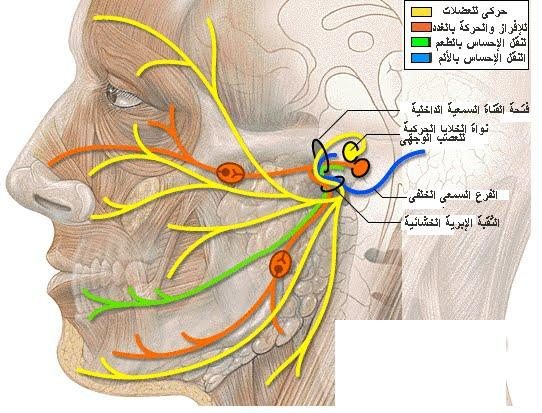 حركى للعضلات
للإفراز والحركة بالغدد
لنقل الإحساس بالطعم
لنقل الإحساس بالألم
فتحة القناة السمعية الداخلية
نواة الخلايا الحركية
للعصب الوجهى
الفرع السمعى الخلفى
الثقبة الإبرية الخشائية